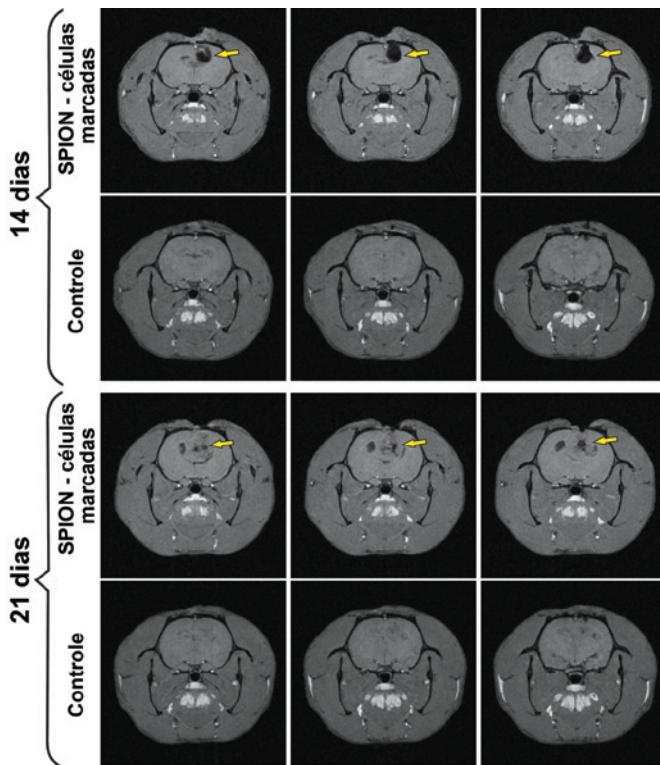 14 dias
SPION - células
marcadas
Controle
21 dias
SPION - células
marcadas
Controle